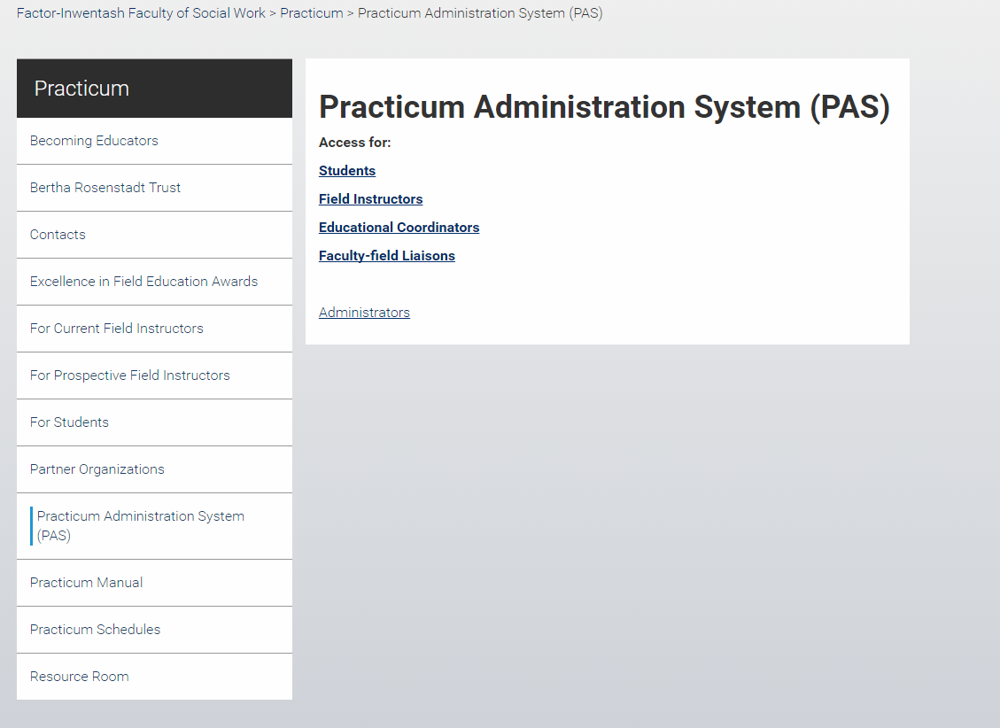 Factor-Inwentash Faculty of Social Work > Practicum > Practicum Administration System (PAS)
Practicum
Becoming Educators
Bertha Rosenstadt Trust
Contacts
Excellence in Field Education Awards
For Current Field Instructors
For Prospective Field Instructors
For Students
Partner Organizations
Practicum Administration System
(PAS)
Practicum Manual
Practicum Schedules
Resource Room
Practicum Administration System (PAS)
Access for:
Students
Field Instructors
Educational Coordinators
Faculty-field Liaisons
Administrators